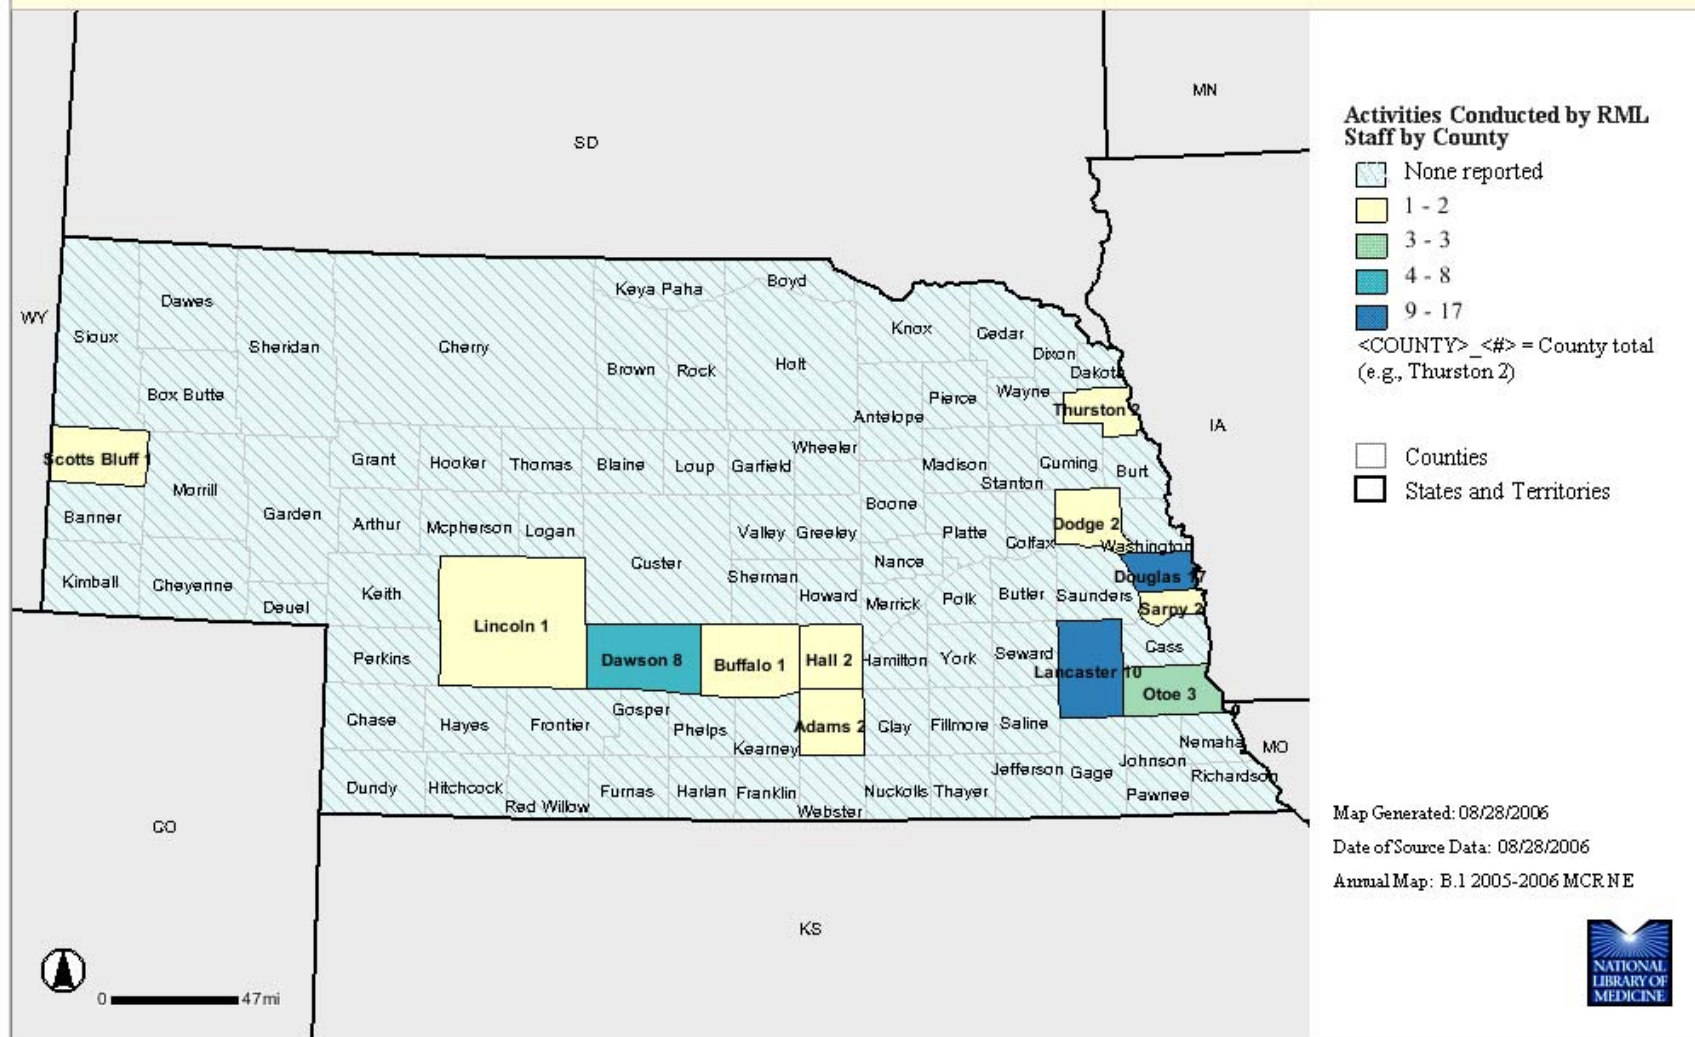 MN
SD
WY
IA
CO
KS
MO
Dawes
Keya Paha
Boyd
Sioux
Sheridan
Cherry
Knox
Cedar
Brown
Rock
Holt
Dixon
Dakota
Box Butte
Pierce
Wayne
Antelope
Thurston 2
Scotts Bluff 1
Grant
Hooker
Thomas
Blaine
Loup
Garfield
Wheeler
Madison
Stanton
Cuming
Burt
Morrill
Banner
Garden
Arthur
Mcpherson
Logan
Valley
Greeley
Boone
Platte
Colfax
Dodge 2
Washington
Kimball
Cheyenne
Deuel
Keith
Custer
Sherman
Howard
Nance
Merrick
Polk
Butler
Saunders
Douglas 17
Sarpy 2
Lincoln 1
Perkins
Dawson 8
Buffalo 1
Hall 2
Hamilton
York
Seward
Lancaster 10
Cass
Otoe 3
Chase
Hayes
Frontier
Gosper
Phelps
Kearney
Adams 2
Clay
Fillmore
Saline
Nemaha
Johnson
Jefferson
Gage
Richardson
Pawnee
Dundy
Hitchcock
Red Willow
Furnas
Harlan
Franklin
Webster
Nuckolls
Thayer
0
47mi
Activities Conducted by RML
Staff by County
None reported
1 - 2
3 - 3
4 - 8
9 - 17
<COUNTY>_<#> = County total
(e.g., Thurston 2)
Counties
States and Territories
Map Generated: 08/28/2006
Date of Source Data: 08/28/2006
Annual Map: B.1 2005-2006 MCRNE
NATIONAL
LIBRARY OF
MEDICINE